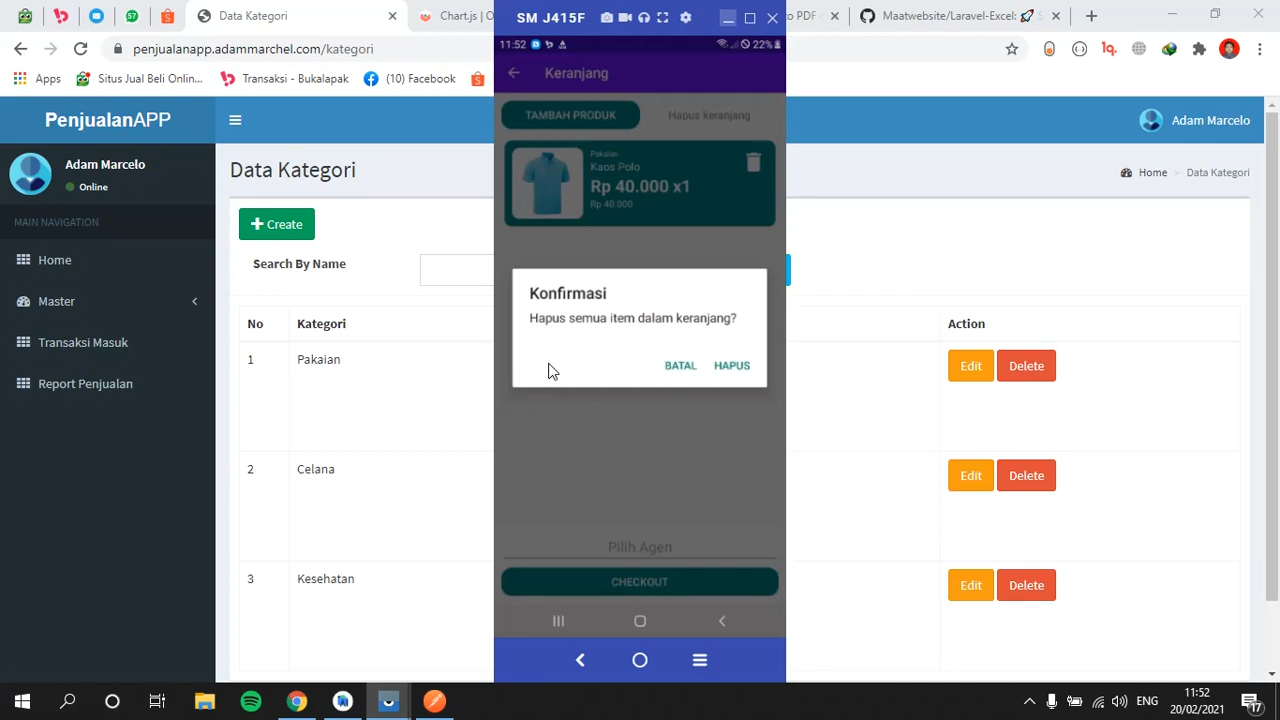 Data Kategori
Chart.js
PDF
Maatwebsite/Laravel-Excel:
penjualanapp.adammarchel.com/kategori
Apps
Situs Jual Beli Online...
Transaksi - Bukalapak
(10) Facebook
SM J415F
11:52
22%
Keranjang
TAMBAH PRODUK
Hapus keranjang
Pakaian
Kaos Polo
Rp 40.000 x1
Rp 40.000
Konfirmasi
Hapus semua item dalam keranjang?
BATAL
HAPUS
Pilih Agen
CHECKOUT
PenjualanAPP
Adam Marcelo
Adam Marcelo
Online
MAIN NAVIGATION
Home
Master
Transaksi Masuk
Report Penjualan
Data Kategori
Home > Data Kategori
Create
Search By Name
No Kategori Action
1 Pakaian Edit Delete
2 Celana Edit Delete
3 Kesehatan Edit Delete
ENG
11:52
20/02/2021
17